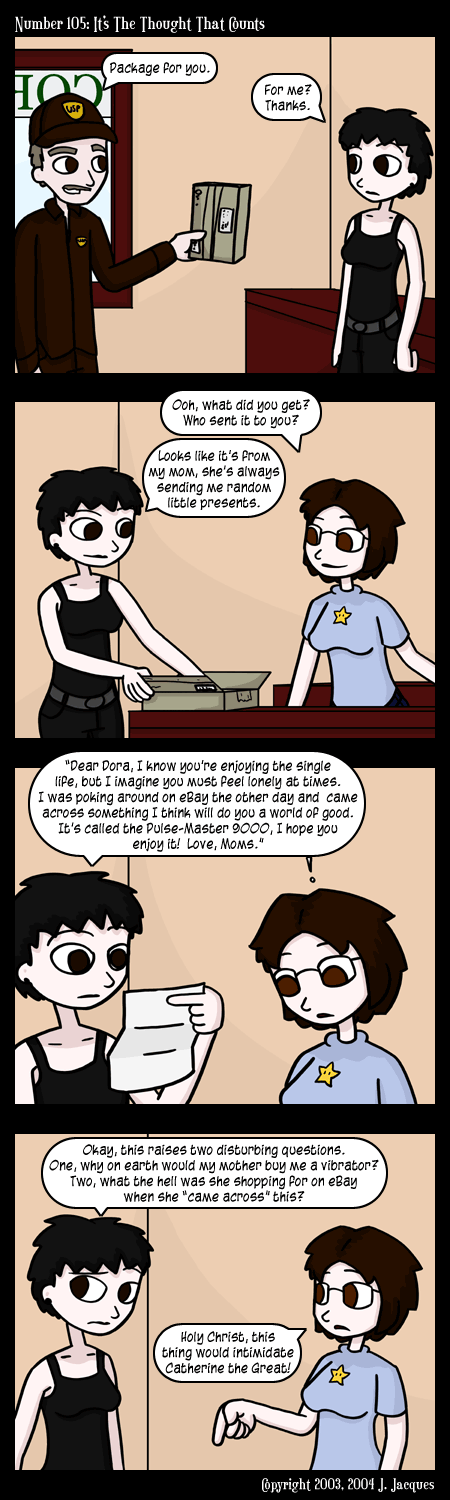 Number 105: It's The Thought That Counts
Package for you.
For me?
Thanks.
COH
USP
USP
Ooh, what did you get?
Who sent it to you?
Looks like it's from
my mom, she's always
sending me random
little presents.
"Dear Dora, I know you're enjoying the single
life, but I imagine you must feel lonely at times.
I was poking around on eBay the other day and came
across something I think will do you a world of good.
It's called the Pulse-Master 9000, I hope you
enjoy it! Love, Moms."
!
Okay, this raises two disturbing questions.
One, why on earth would my mother buy me a vibrator?
Two, what the hell was she shopping for on eBay
when she "came across" this?
Holy Christ, this
thing would intimidate
Catherine the Great!
Copyright 2003, 2004 J. Jacques